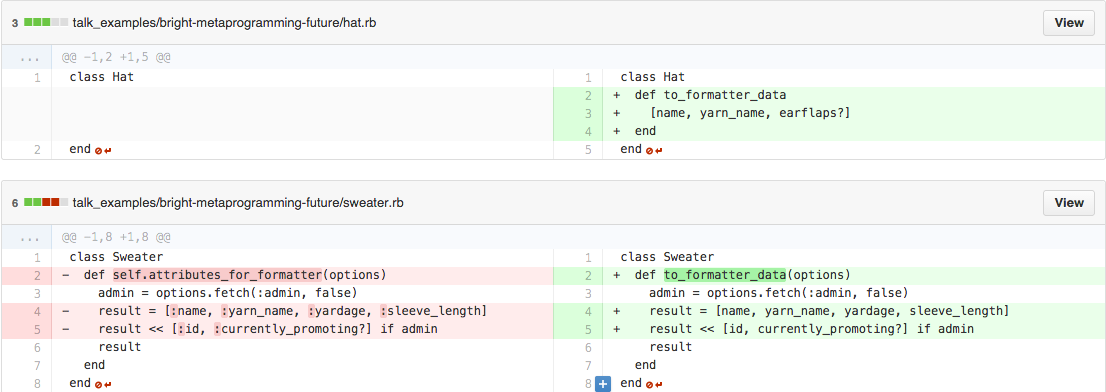 3 talk_examples/bright-metaprogramming-future/hat.rb View
... @@ -1,2 +1,5 @@
1 class Hat 1 class Hat
2 + def to_formatter_data
3 + [name, yarn_name, earflaps?]
4 + end
2 end 5 end
6 talk_examples/bright-metaprogramming-future/sweater.rb View
... @@ -1,8 +1,8 @@
1 class Sweater 1 class Sweater
2 - def self.attributes_for_formatter(options) 2 + def to_formatter_data(options)
3 admin = options.fetch(:admin, false) 3 admin = options.fetch(:admin, false)
4 - result = [:name, :yarn_name, :yardage, :sleeve_length] 4 + result = [name, yarn_name, yardage, sleeve_length]
5 - result << [:id, :currently_promoting?] if admin 5 + result << [id, currently_promoting?] if admin
6 result 6 result
7 end 7 end
8 end 8 + end